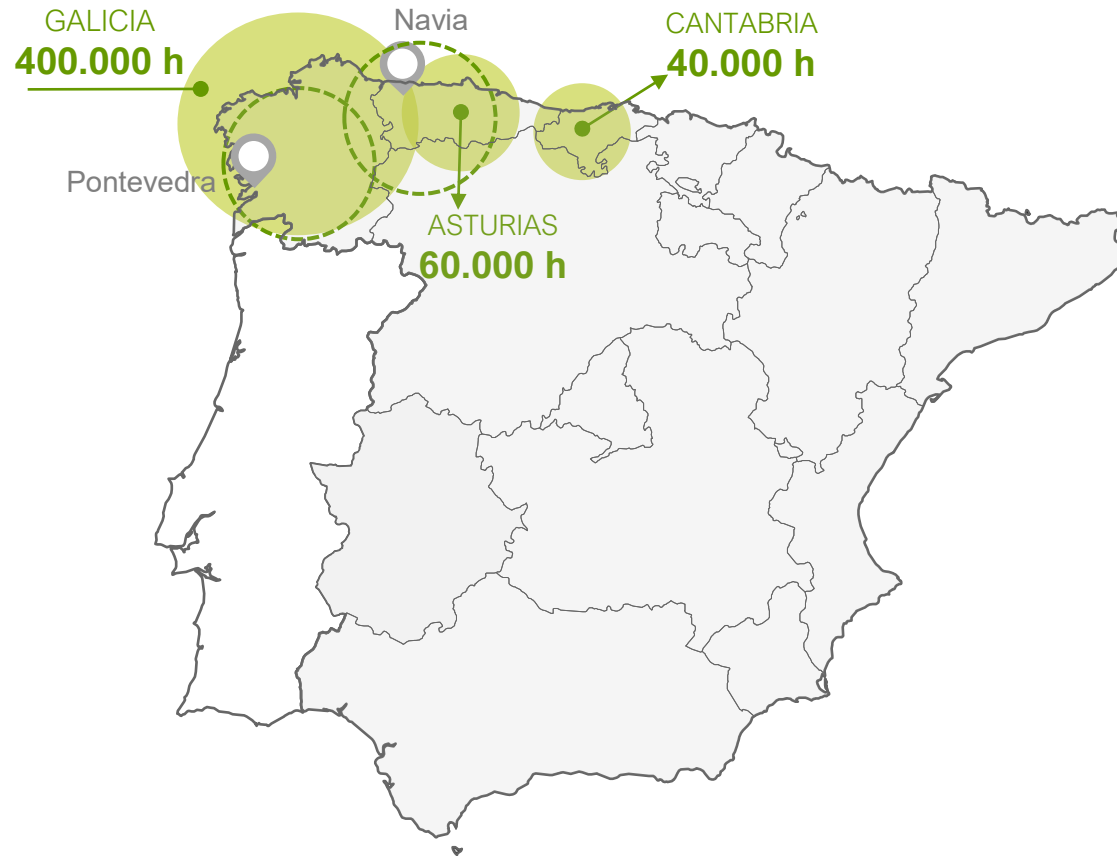 GALICIA
400.000 h
Navia
CANTABRIA
40.000 h
Pontevedra
ASTURIAS
60.000 h